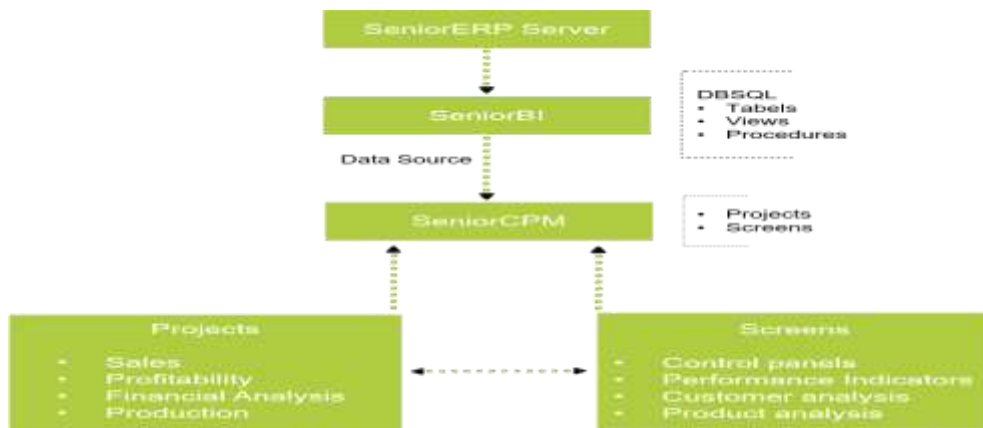 SeniorERP Server
SeniorBI
DBSQL
• Tabels
• Views
• Procedures
Data Source
SeniorCPM
• Projects
• Screens
Projects
• Sales
• Profitability
• Financial Analysis
• Production
Screens
• Control panels
• Performance Indicators
• Customer analysis
• Product analysis